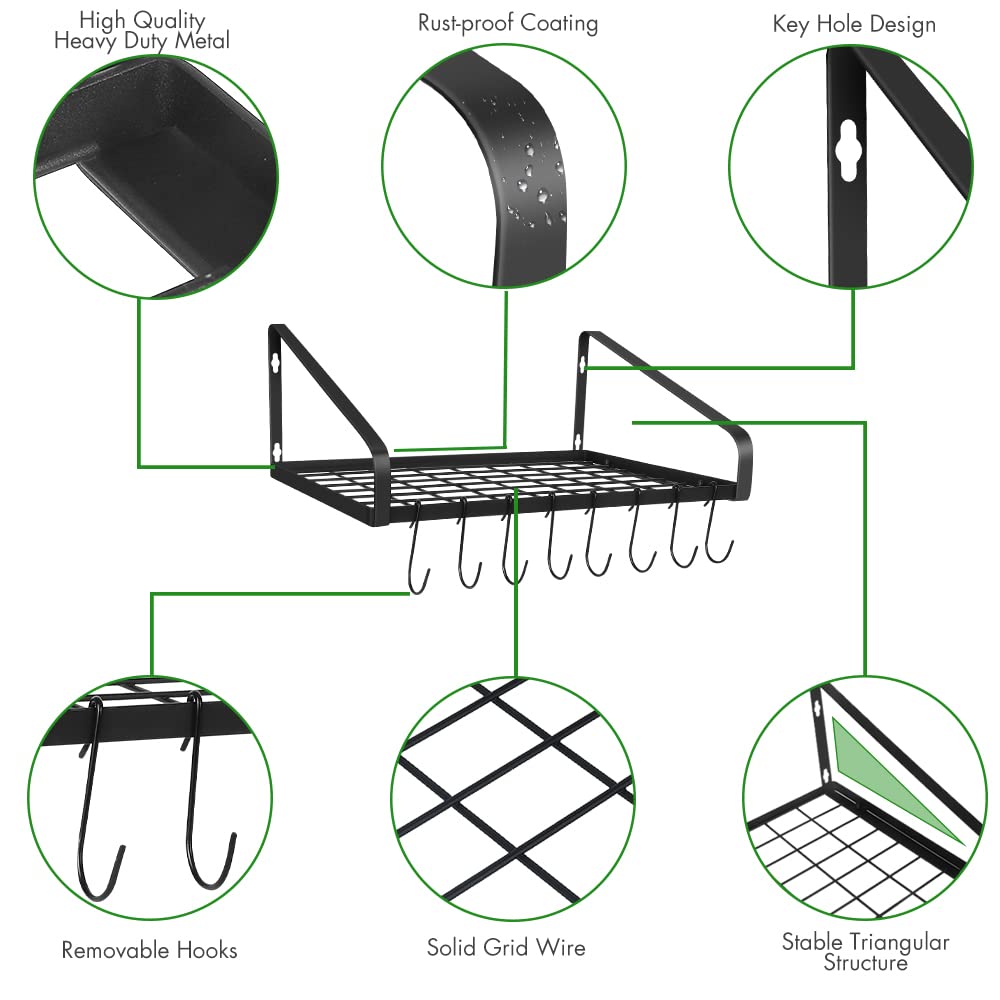 High Quality
Heavy Duty Metal
Rust-proof Coating
Key Hole Design
Removable Hooks
Solid Grid Wire
Stable Triangular
Structure